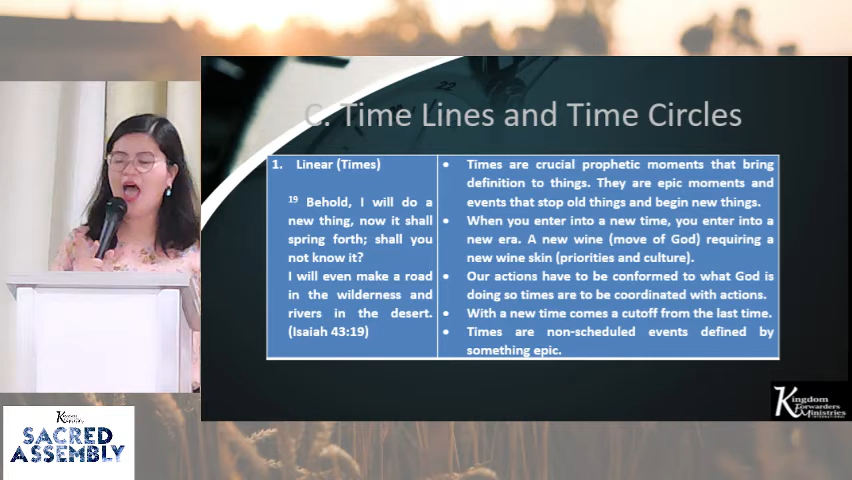 C. Time Lines and Time Circles
1. Linear (Times)
19 Behold, I will do a
new thing, now it shall
spring forth; shall you
not know it?
I will even make a road
in the wilderness and
rivers in the desert.
(Isaiah 43:19)
• Times are crucial prophetic moments that bring
definition to things. They are epic moments and
events that stop old things and begin new things.
• When you enter into a new time, you enter into a
new era. A new wine (move of God) requiring a
new wine skin (priorities and culture).
• Our actions have to be conformed to what God is
doing so times are to be coordinated with actions.
• With a new time comes a cutoff from the last time.
• Times are non-scheduled events defined by
something epic.
22
Kingdom
Forwarders
Ministries
INTERNATIONAL
SACRED
ASSEMBLY